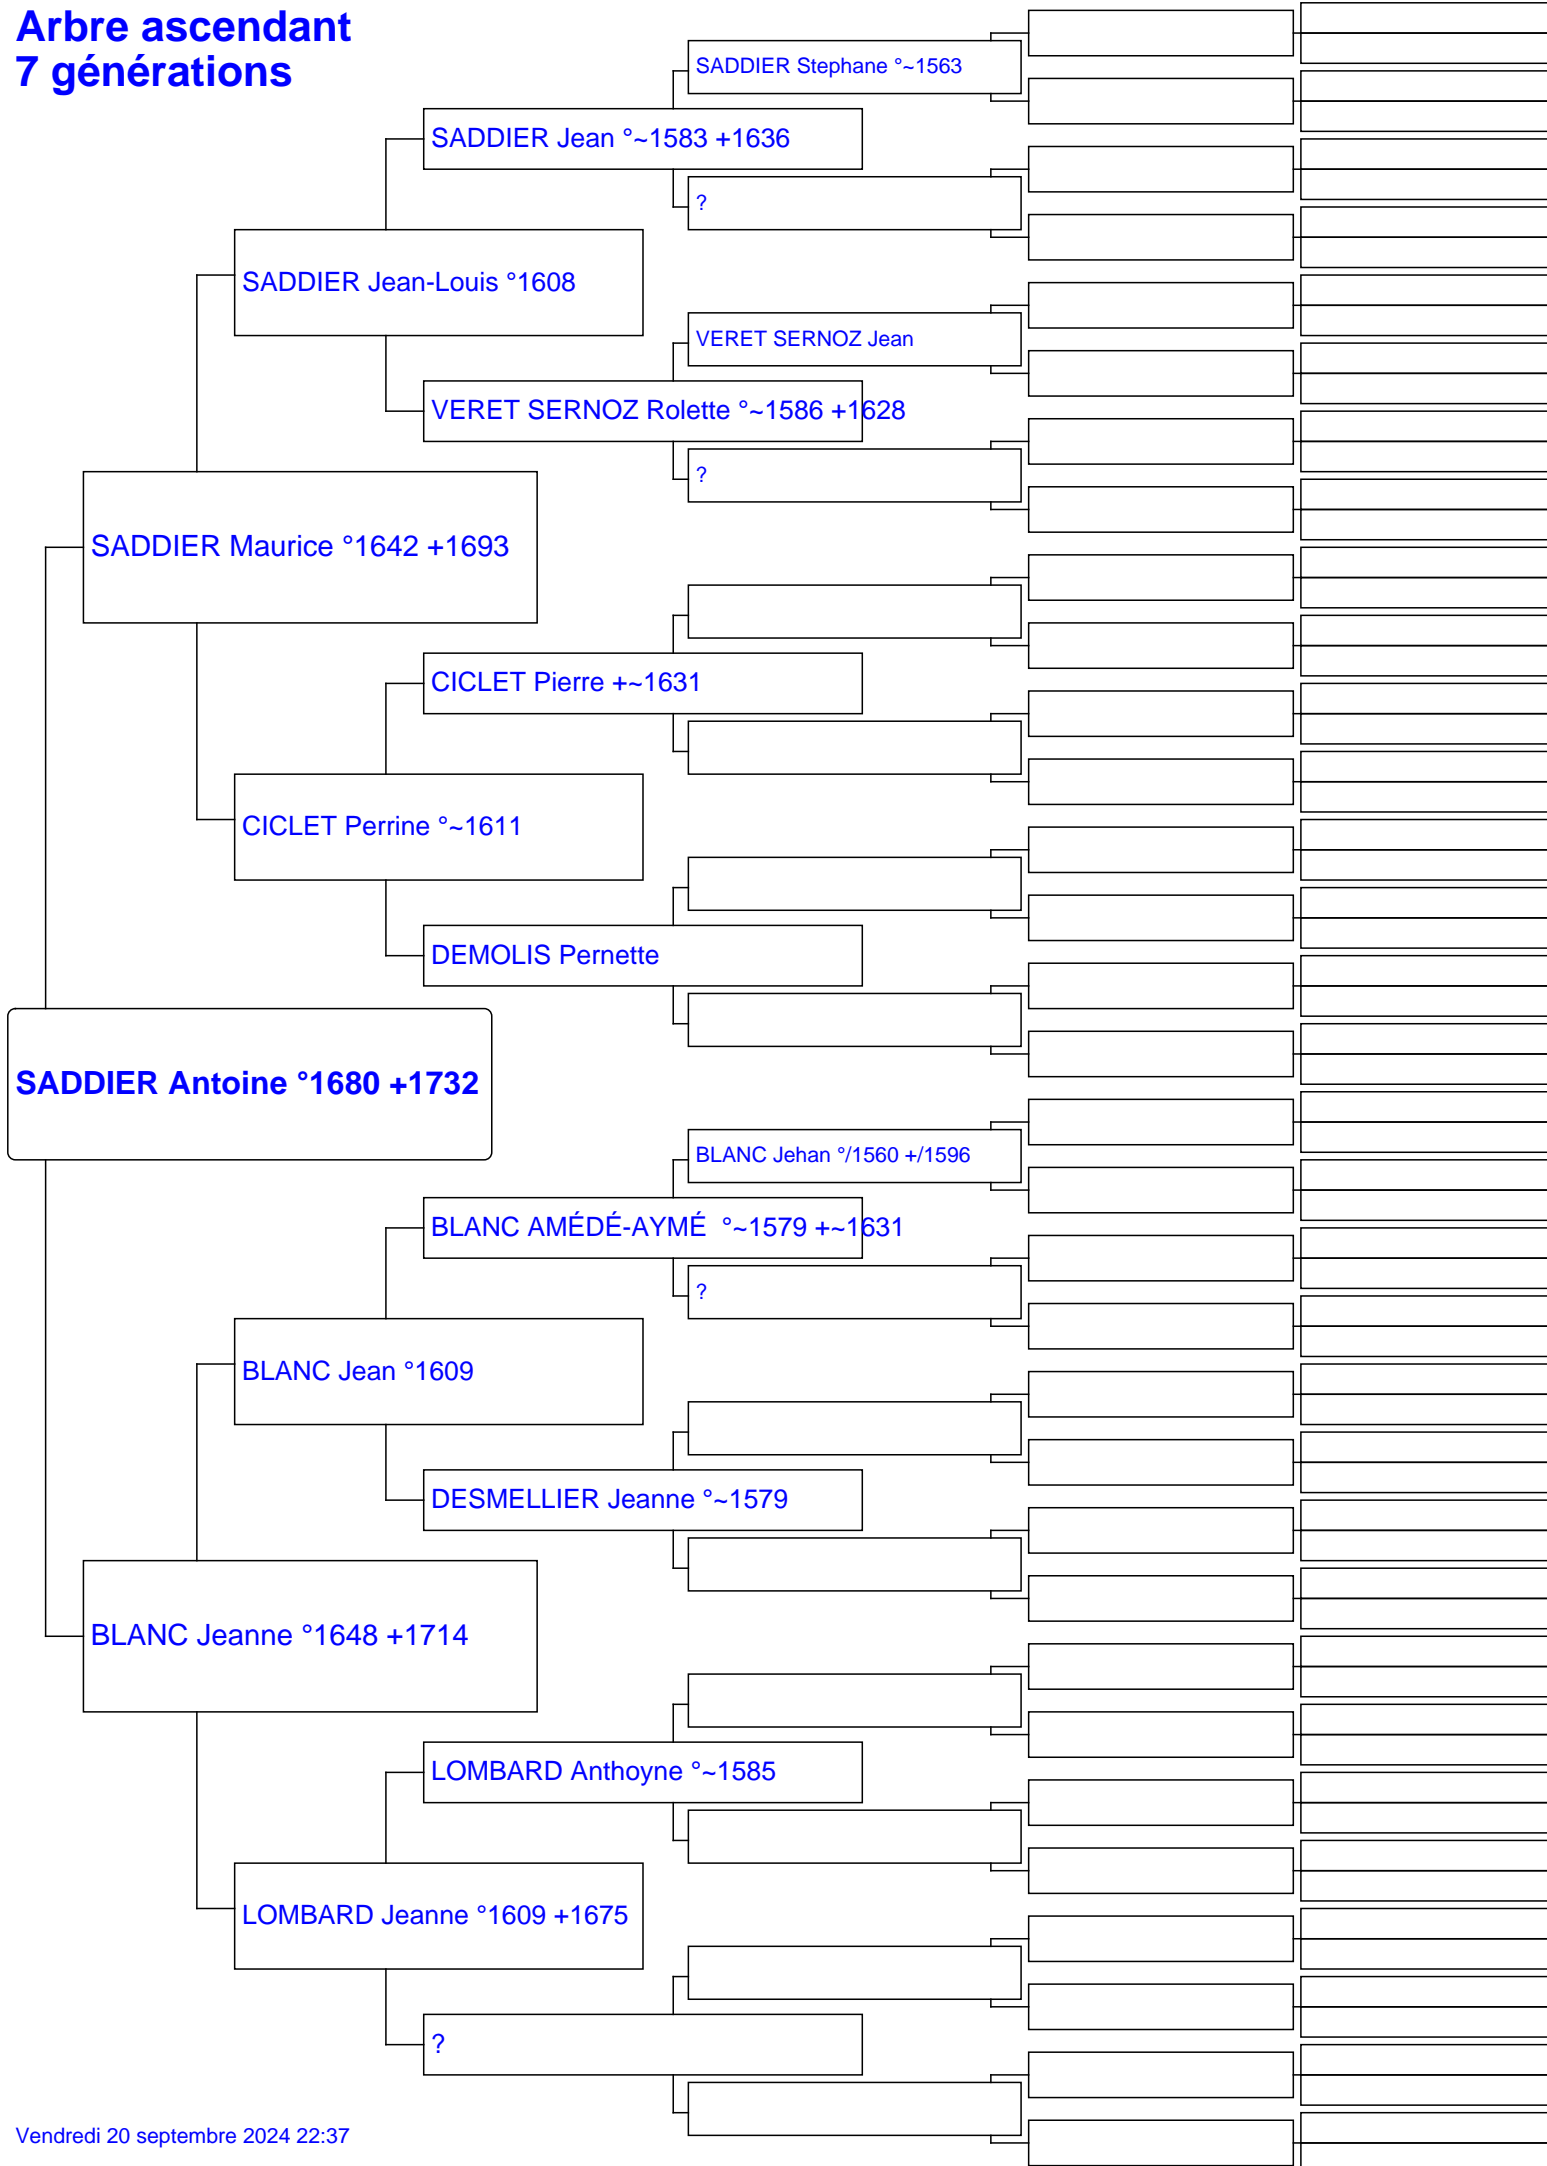 Arbre ascendant
7 générations
SADDIER Stephane °~1563
SADDIER Jean °~1583 +1636
?
SADDIER Jean-Louis °1608
VERET SERNOZ Jean
VERET SERNOZ Rolette °~1586 +1628
?
SADDIER Maurice °1642 +1693
CICLET Pierre +~1631
CICLET Perrine °~1611
DEMOLIS Pernette
SADDIER Antoine °1680 +1732
BLANC Jehan °/1560 +/1596
BLANC AMÉDÉ-AYMÉ  °~1579 +~1631
?
BLANC Jean °1609
DESMELLIER Jeanne °~1579
BLANC Jeanne °1648 +1714
LOMBARD Anthoyne °~1585
LOMBARD Jeanne °1609 +1675
?
Vendredi 20 septembre 2024 22:37